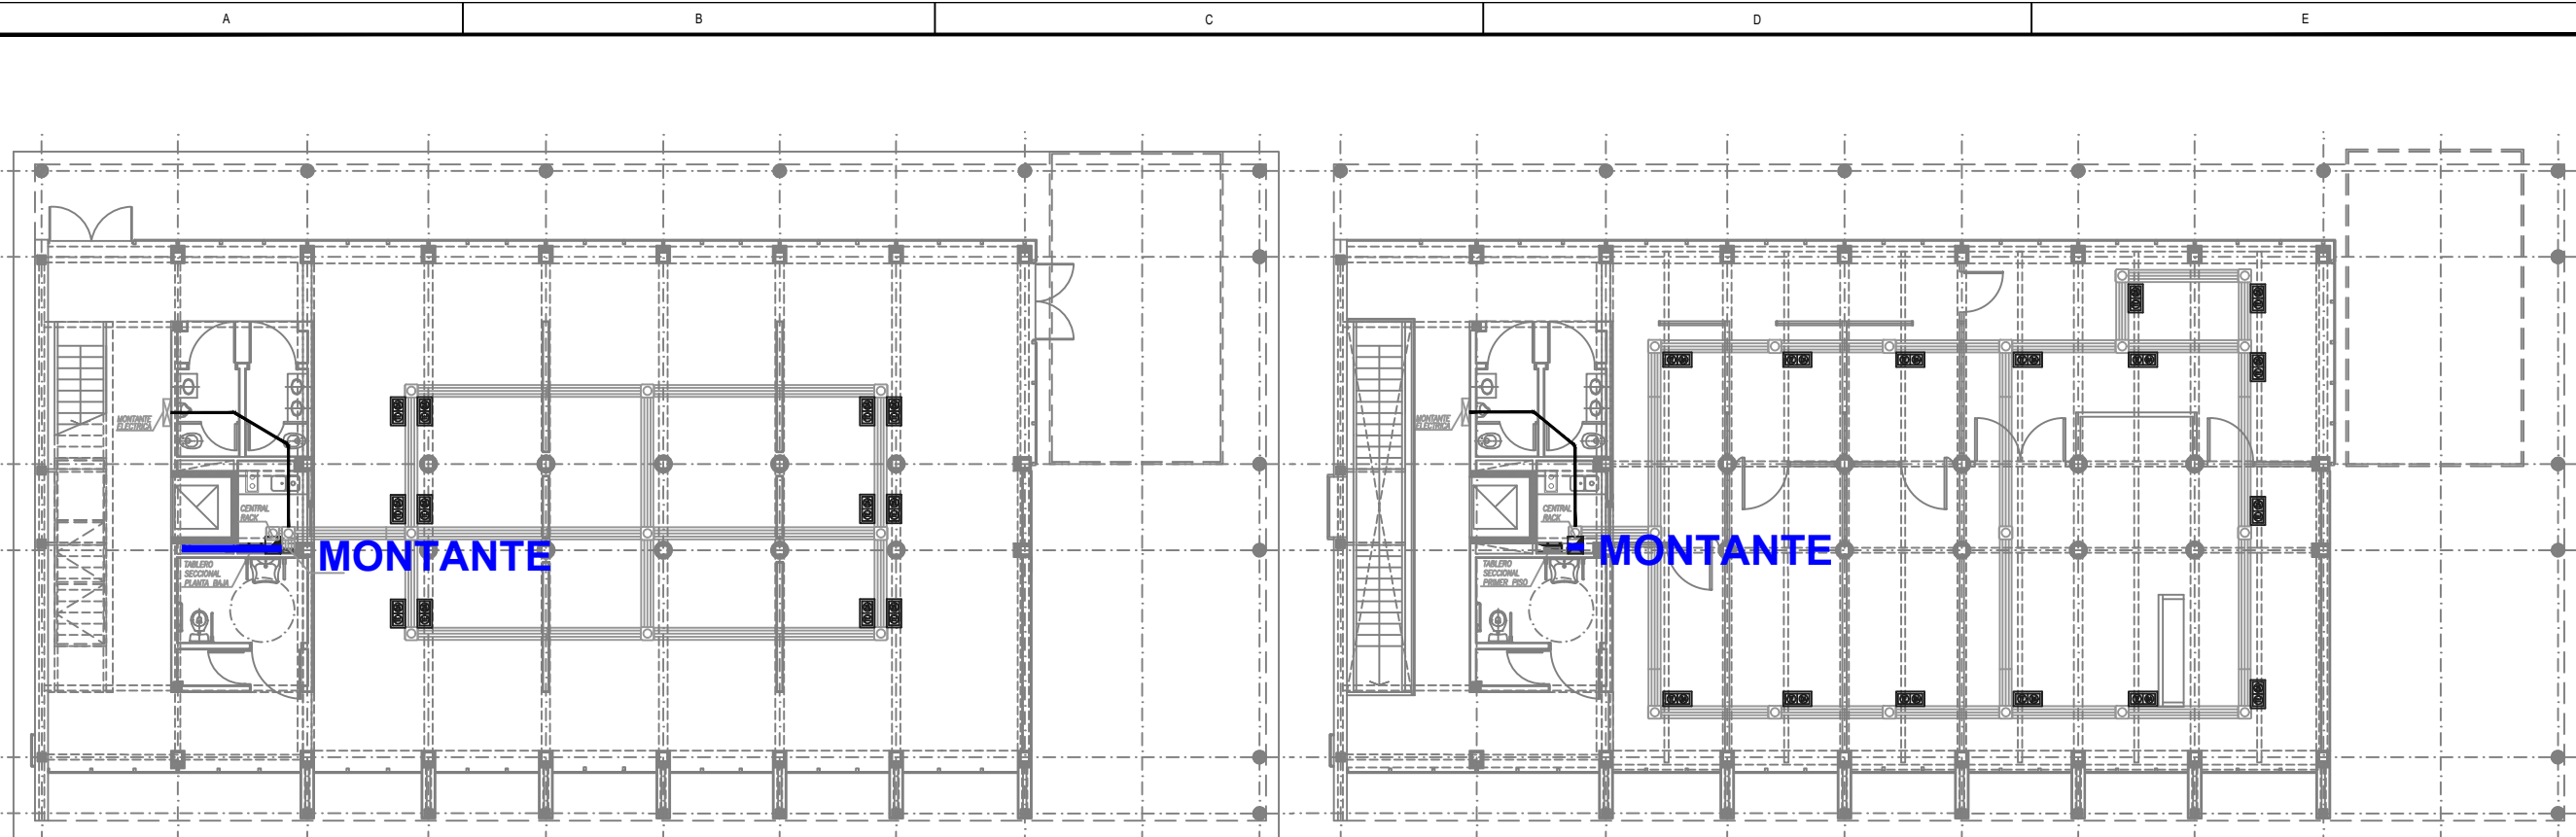 A
B
C
D
E
MONTANTE
ELECTRICA
CENTRAL
RACK
MONTANTE
TABLERO
SECCIONAL
PLANTA BAJA
MONTANTE
ELECTRICA
CENTRAL
RACK
MONTANTE
TABLERO
SECCIONAL
PRIMER PISO